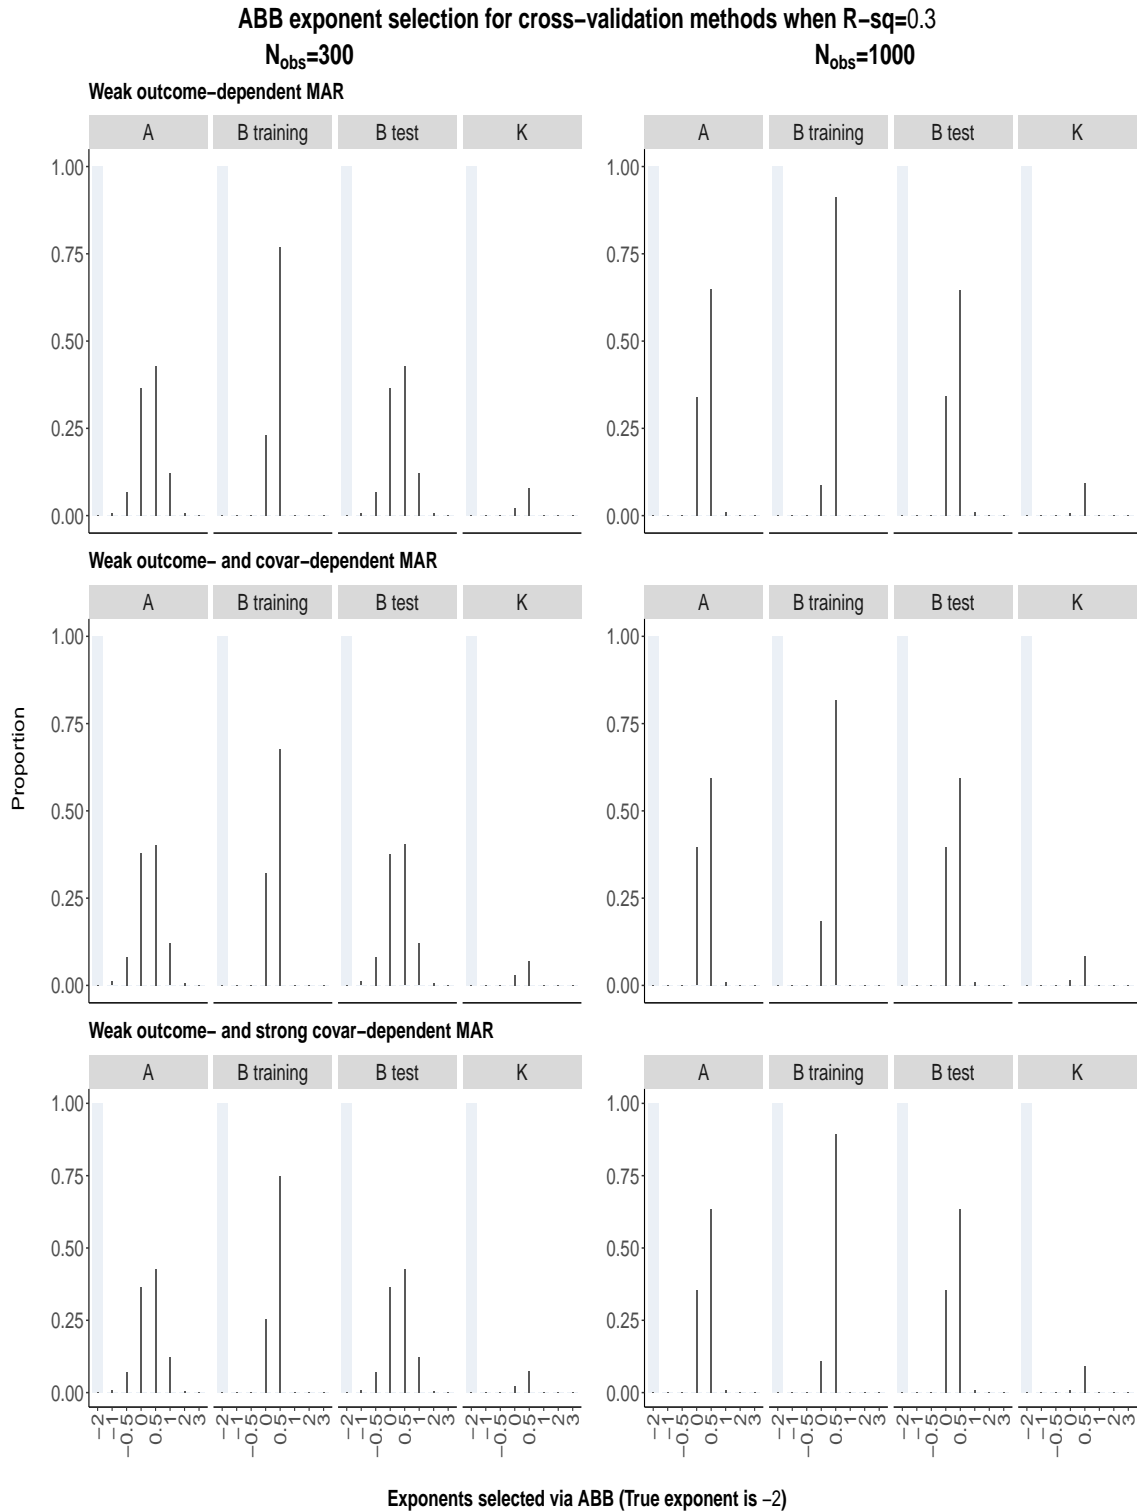 ABB exponent selection for cross−validation methods when R−sq=0.3
N_obs=300
N_obs=1000
Weak outcome−dependent MAR
A B training B test K A B training B test K
1.00 1.00
0.75 0.75
0.50 0.50
0.25 0.25
0.00 0.00
Weak outcome− and covar−dependent MAR
A B training B test K A B training B test K
1.00 1.00
0.75 0.75
0.50 0.50
0.25 0.25
0.00 0.00
Proportion
Weak outcome− and strong covar−dependent MAR
A B training B test K A B training B test K
1.00 1.00
0.75 0.75
0.50 0.50
0.25 0.25
0.00 0.00
−2 −1 −0.5 0 0.5 1 2 3 −2 −1 −0.5 0 0.5 1 2 3 −2 −1 −0.5 0 0.5 1 2 3 −2 −1 −0.5 0 0.5 1 2 3 −2 −1 −0.5 0 0.5 1 2 3 −2 −1 −0.5 0 0.5 1 2 3 −2 −1 −0.5 0 0.5 1 2 3 −2 −1 −0.5 0 0.5 1 2 3
Exponents selected via ABB (True exponent is −2)